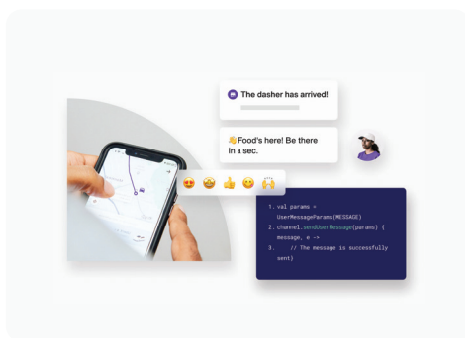 The dasher has arrived!
👋Food's here! Be there
in 1 sec.
😍 🤩 👍 😊 🙌
1. val params =
UserMessageParams(MESSAGE)
2. channel.sendUserMessage(params) {
message, e ->
3. // The message is successfully
sent}